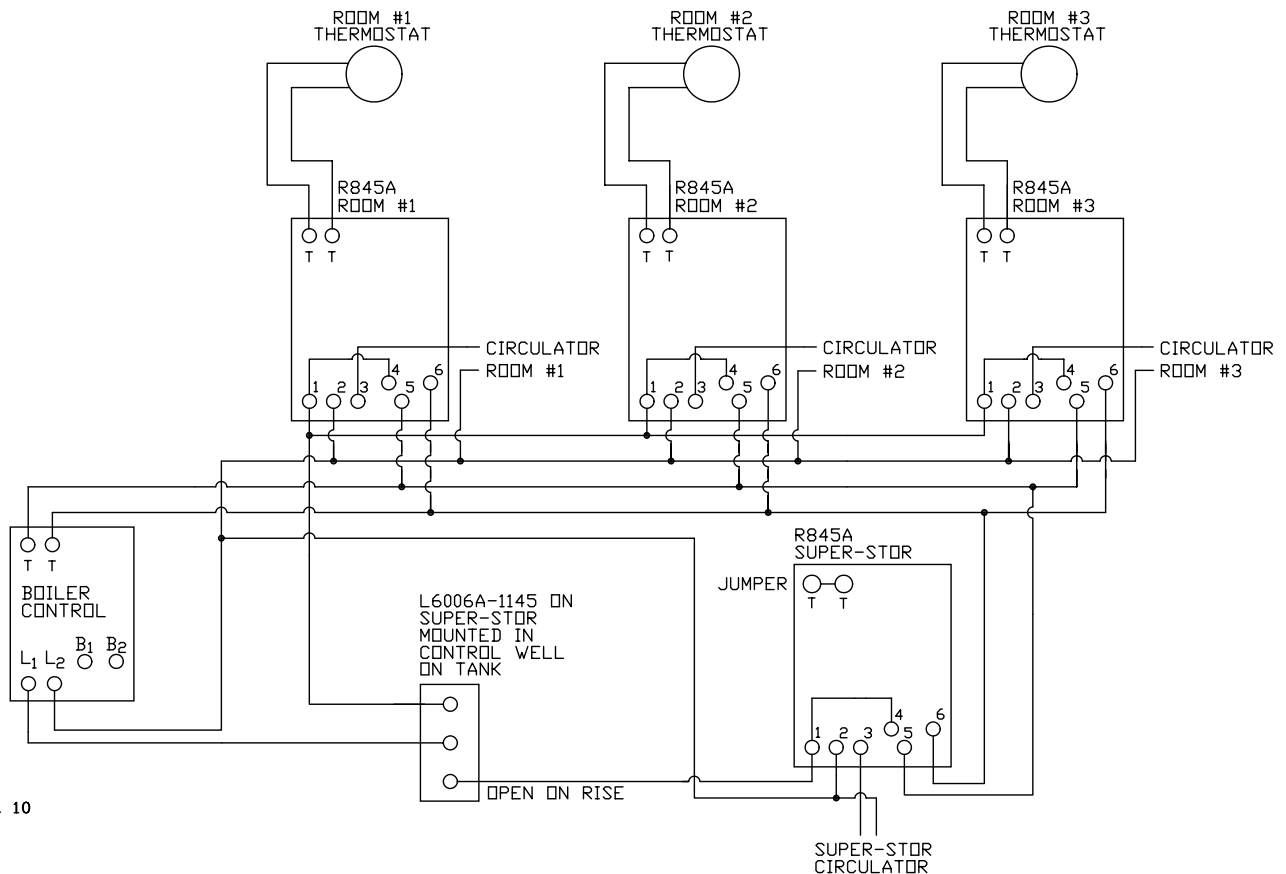 ROOM #1
THERMOSTAT
ROOM #2
THERMOSTAT
ROOM #3
THERMOSTAT
R845A
ROOM #1
R845A
ROOM #2
R845A
ROOM #3
T T
T T
T T
CIRCULATOR
ROOM #1
CIRCULATOR
ROOM #2
CIRCULATOR
ROOM #3
1 2 3 4 5 6
1 2 3 4 5 6
1 2 3 4 5 6
T T
BOILER
CONTROL
L1 L2 B1 B2
L6006A-1145 ON
SUPER-STOR
MOUNTED IN
CONTROL WELL
ON TANK
OPEN ON RISE
R845A
SUPER-STOR
JUMPER
T T
1 2 3 4 5 6
SUPER-STOR
CIRCULATOR
10